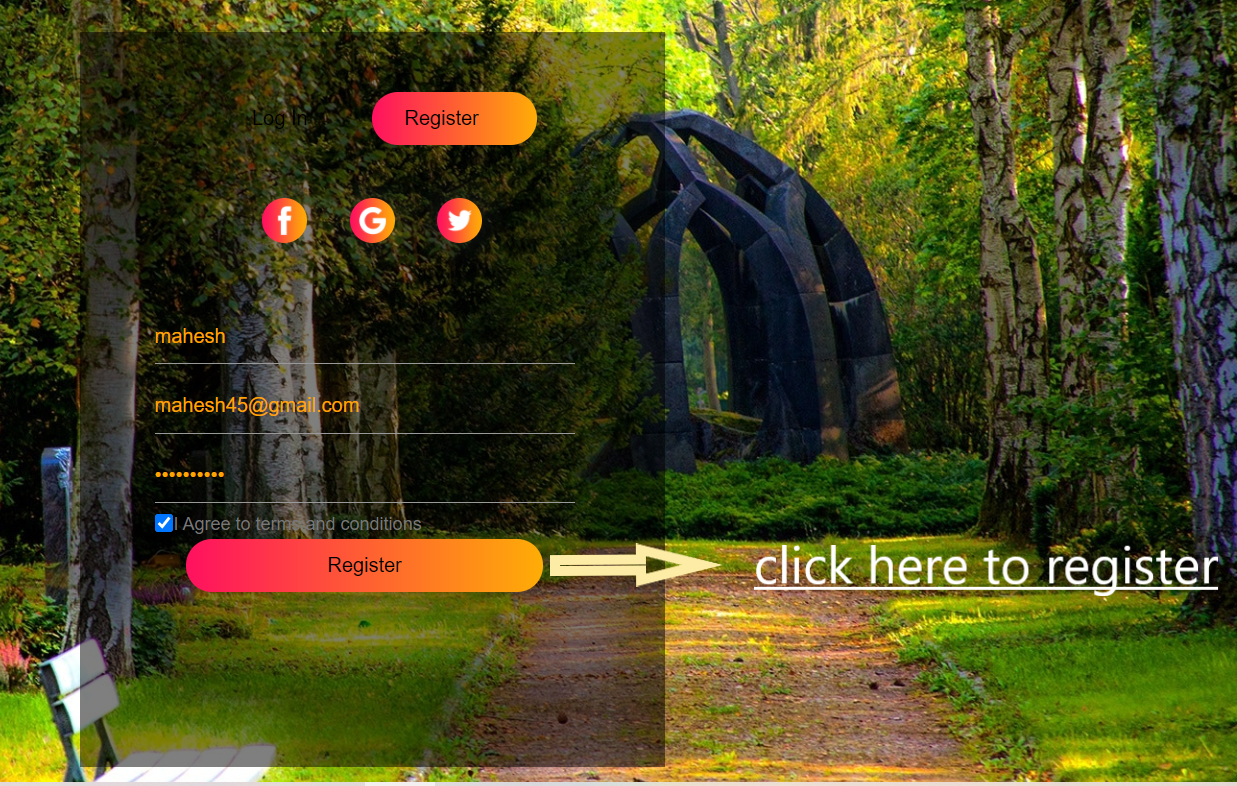 Log In Register
mahesh
mahesh45@gmail.com
••••••••••
I Agree to terms and conditions
Register
click here to register